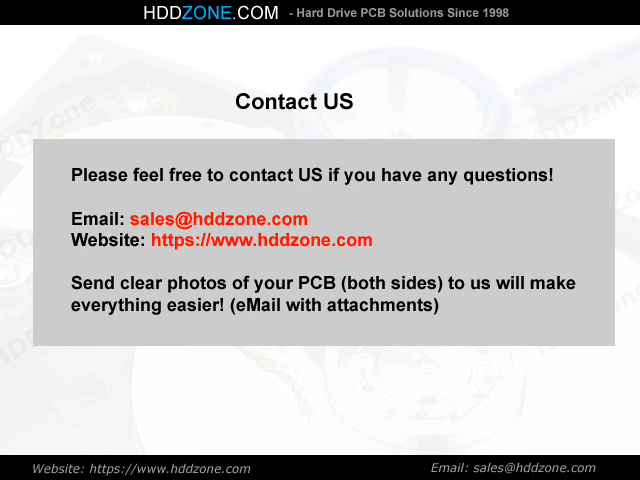 HDDZONE.COM - Hard Drive PCB Solutions Since 1998
Contact US
Please feel free to contact US if you have any questions!
Email: sales@hddzone.com
Website: https://www.hddzone.com
Send clear photos of your PCB (both sides) to us will make
everything easier! (eMail with attachments)
Website: https://www.hddzone.com
Email: sales@hddzone.com